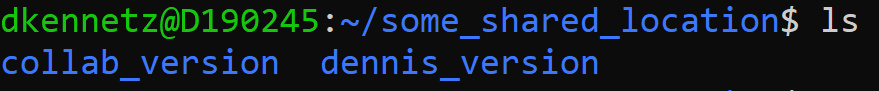 dkennetz@D190245:~/some_shared_location$ ls
collab_version  dennis_version